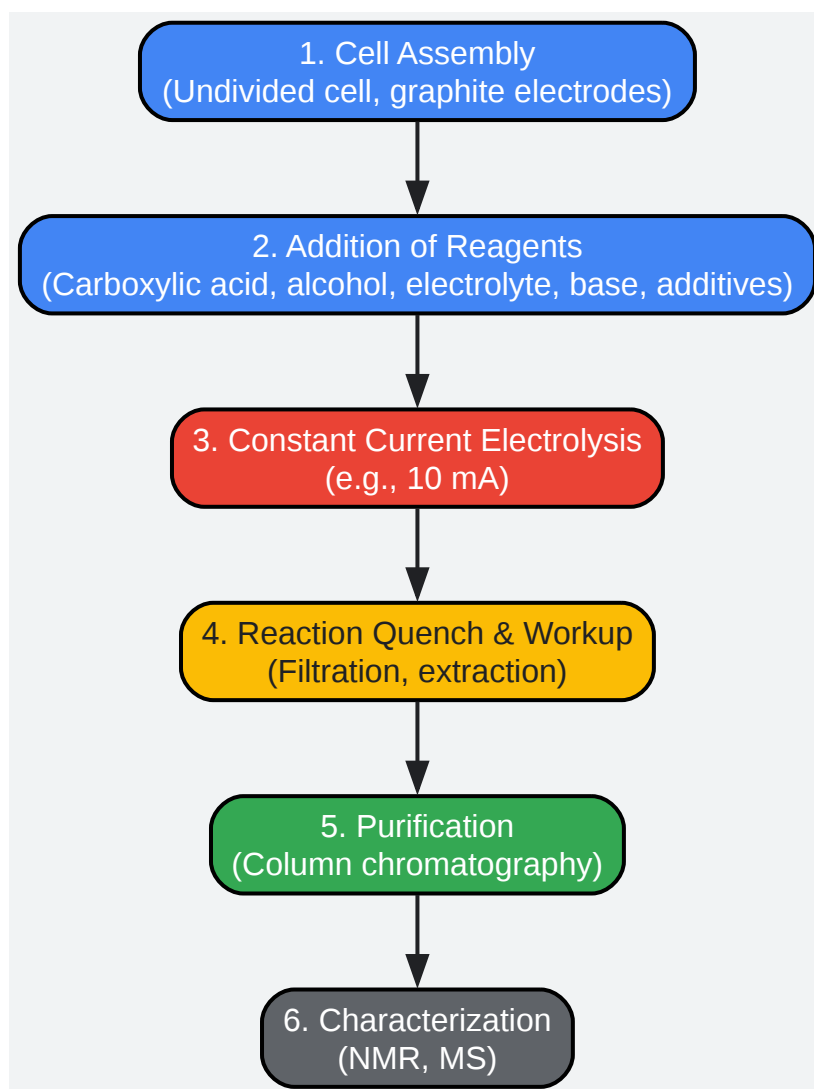 1. Cell Assembly
(Undivided cell, graphite electrodes)
2. Addition of Reagents
(Carboxylic acid, alcohol, electrolyte, base, additives)
3. Constant Current Electrolysis
(e.g., 10 mA)
4. Reaction Quench & Workup
(Filtration, extraction)
5. Purification
(Column chromatography)
6. Characterization
(NMR, MS)